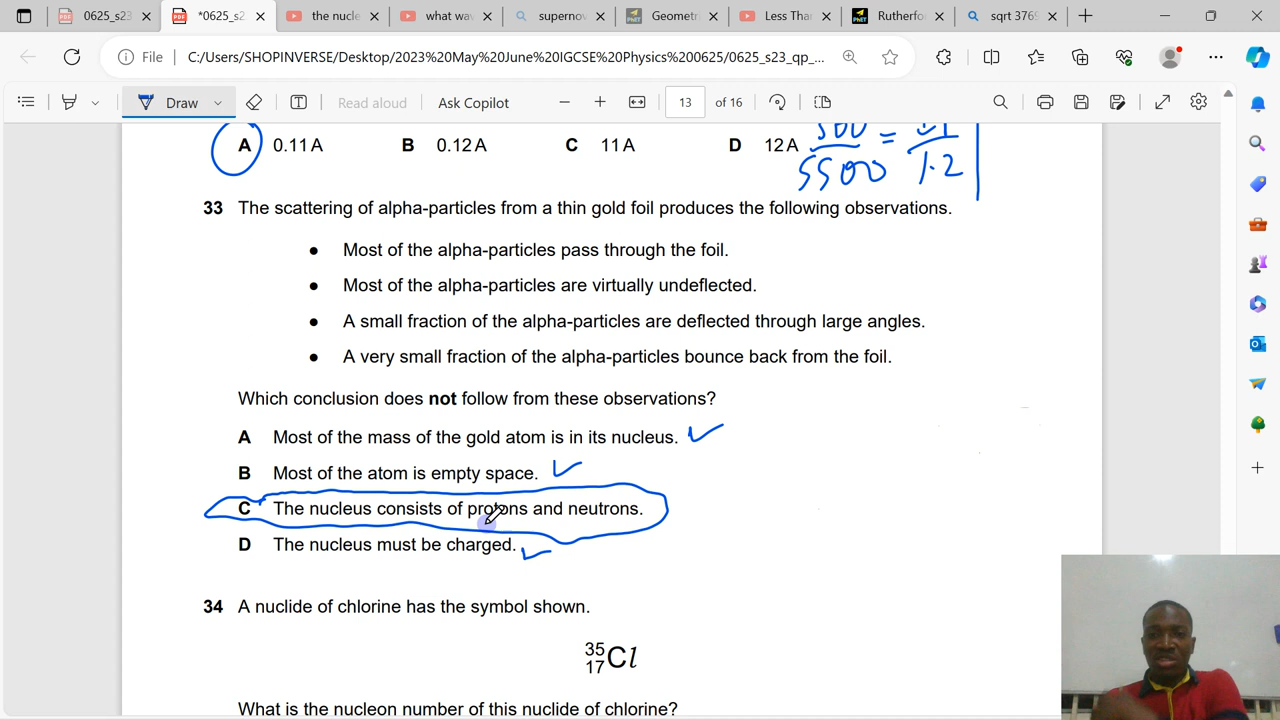 0625_s23
*0625_s2
the nucle
what wav
supernov
Geometr
Less Tha
Rutherfo
sqrt 3769
File
C:/Users/SHOPINVERSE/Desktop/2023%20May%20June%20IGCSE%20Physics%200625/0625_s23_qp_...
Draw
Read aloud
Ask Copilot
13 of 16
A 0.11 A B 0.12 A C 11 A D 12 A
5500 = 1.2
33 The scattering of alpha-particles from a thin gold foil produces the following observations.
• Most of the alpha-particles pass through the foil.
• Most of the alpha-particles are virtually undeflected.
• A small fraction of the alpha-particles are deflected through large angles.
• A very small fraction of the alpha-particles bounce back from the foil.
Which conclusion does not follow from these observations?
A Most of the mass of the gold atom is in its nucleus.
B Most of the atom is empty space.
C The nucleus consists of protons and neutrons.
D The nucleus must be charged.
34 A nuclide of chlorine has the symbol shown.
35
17 Cl
What is the nucleon number of this nuclide of chlorine?